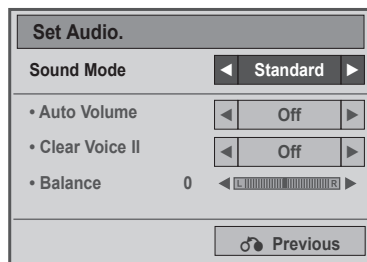 Set Audio.
Sound Mode ◀ Standard ▶
• Auto Volume ◀ Off ▶
• Clear Voice II ◀ Off ▶
• Balance 0 ◀ L R ▶
Previous